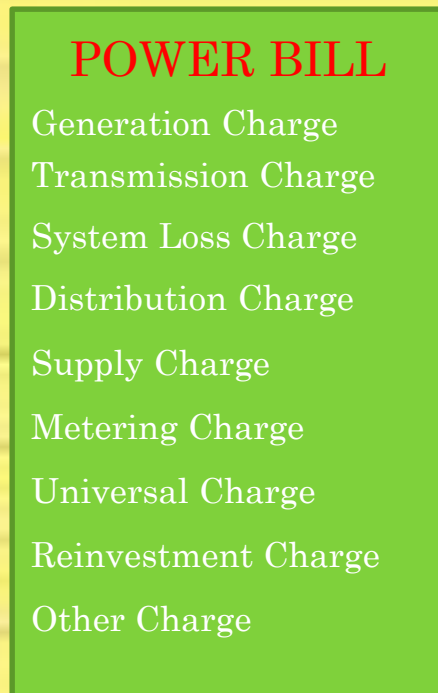 POWER BILL
Generation Charge
Transmission Charge
System Loss Charge
Distribution Charge
Supply Charge
Metering Charge
Universal Charge
Reinvestment Charge
Other Charge